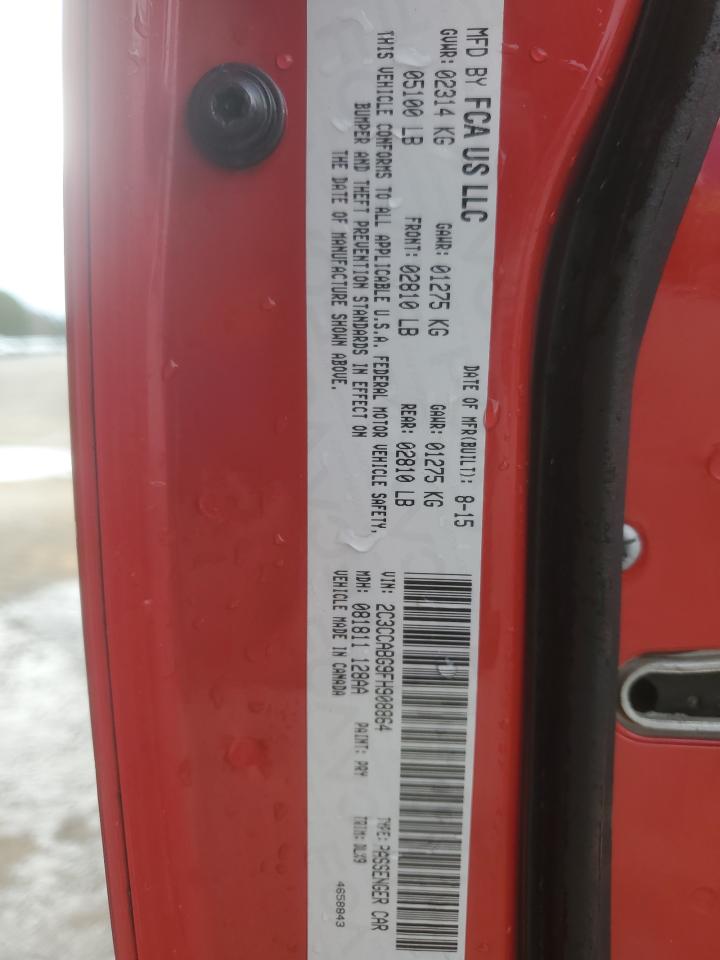 MFD BY FCA US LLC
DATE OF MFR(BUILT): 8-15
GVWR: 02314 KG GAWR: 01275 KG GAWR: 01275 KG
05100 LB FRONT: 02810 LB REAR: 02810 LB
THIS VEHICLE CONFORMS TO ALL APPLICABLE U.S.A. FEDERAL MOTOR VEHICLE SAFETY,
BUMPER AND THEFT PREVENTION STANDARDS IN EFFECT ON
THE DATE OF MANUFACTURE SHOWN ABOVE.
VIN: 2C3CCABG9FH908864 TYPE: PASSENGER CAR
MDH: 081811 128AA PAINT: PRY TRIM: DLX9
VEHICLE MADE IN CANADA
4658843